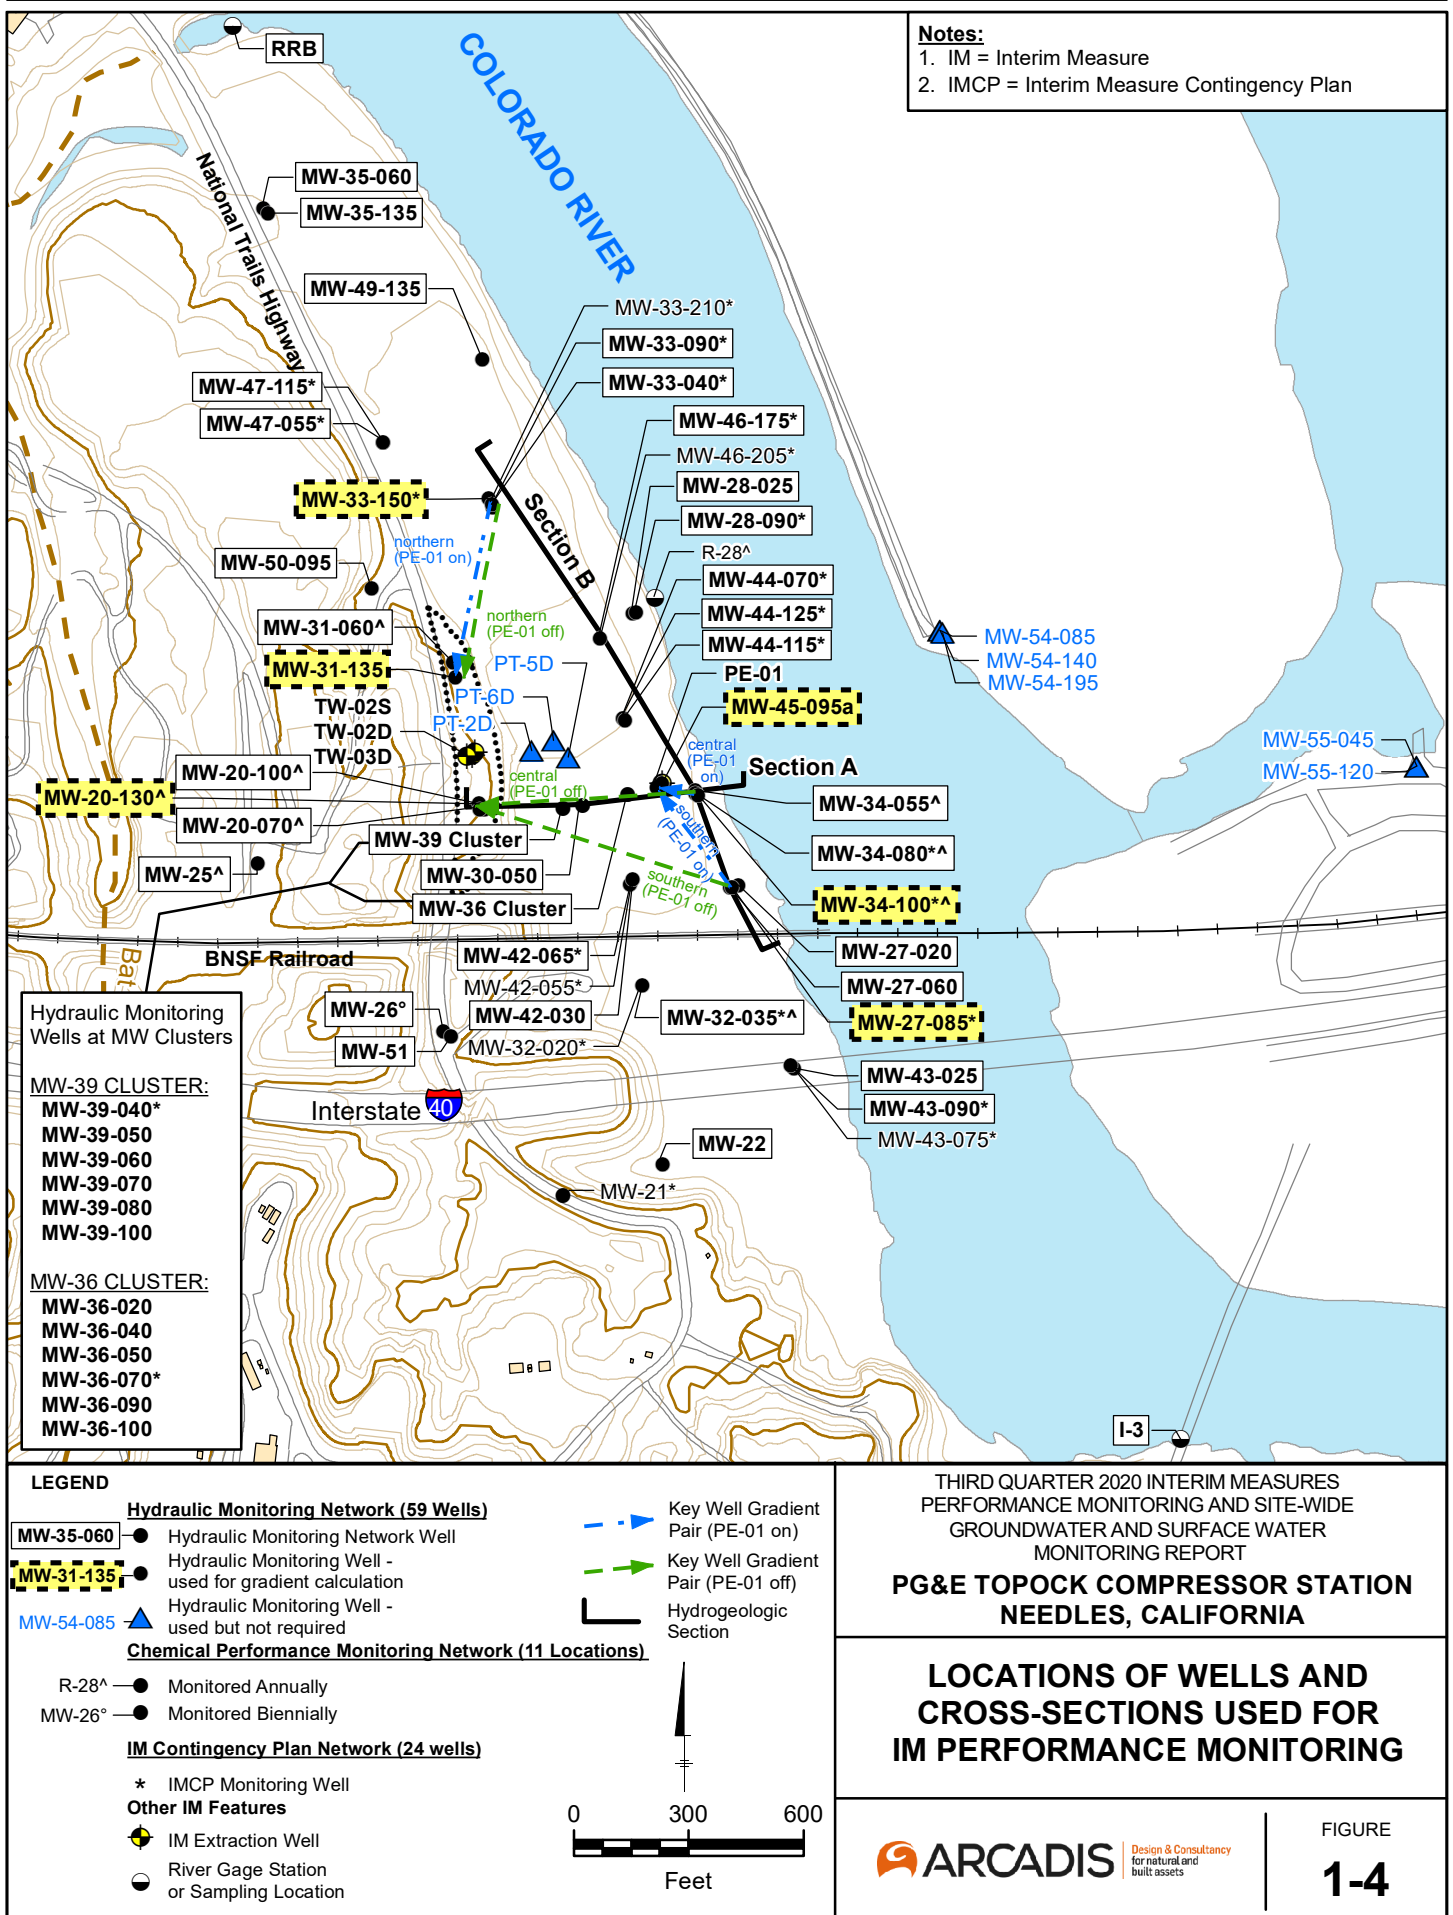 Notes:
1. IM = Interim Measure
2. IMCP = Interim Measure Contingency Plan
RRB
COLORADO RIVER
National Trails Highway
MW-35-060
MW-35-135
MW-49-135
MW-33-210*
MW-33-090*
MW-33-040*
MW-47-115*
MW-47-055*
MW-46-175*
MW-46-205*
MW-28-025
MW-28-090*
MW-33-150*
Section B
northern
(PE-01 on)
R-28^
MW-50-095
MW-44-070*
MW-44-125*
MW-44-115*
northern
(PE-01 off)
MW-31-060^
MW-31-135
PT-5D
PT-6D
PT-2D
PE-01
MW-45-095a
MW-54-085
MW-54-140
MW-54-195
TW-02S
TW-02D
TW-03D
central
(PE-01
on)
Section A
MW-55-045
MW-55-120
MW-20-100^
MW-20-130^
MW-20-070^
central
(PE-01 off)
MW-34-055^
MW-34-080*^
MW-34-100*^
southern
(PE-01 on)
MW-39 Cluster
MW-25^
MW-30-050
MW-36 Cluster
southern
(PE-01 off)
BNSF Railroad
Bat
MW-42-065*
MW-42-055*
MW-42-030
MW-27-020
MW-27-060
MW-27-085*
MW-26°
MW-51
MW-32-035*^
MW-32-020*
Interstate 40
MW-43-025
MW-43-090*
MW-43-075*
MW-22
MW-21*
I-3
Hydraulic Monitoring
Wells at MW Clusters
MW-39 CLUSTER:
MW-39-040*
MW-39-050
MW-39-060
MW-39-070
MW-39-080
MW-39-100
MW-36 CLUSTER:
MW-36-020
MW-36-040
MW-36-050
MW-36-070*
MW-36-090
MW-36-100
LEGEND
Hydraulic Monitoring Network (59 Wells)
MW-35-060 Hydraulic Monitoring Network Well
MW-31-135 Hydraulic Monitoring Well -
used for gradient calculation
MW-54-085 Hydraulic Monitoring Well -
used but not required
Chemical Performance Monitoring Network (11 Locations)
R-28^ Monitored Annually
MW-26° Monitored Biennially
IM Contingency Plan Network (24 wells)
* IMCP Monitoring Well
Other IM Features
IM Extraction Well
River Gage Station
or Sampling Location
Key Well Gradient
Pair (PE-01 on)
Key Well Gradient
Pair (PE-01 off)
Hydrogeologic
Section
0 300 600
Feet
THIRD QUARTER 2020 INTERIM MEASURES
PERFORMANCE MONITORING AND SITE-WIDE
GROUNDWATER AND SURFACE WATER
MONITORING REPORT
PG&E TOPOCK COMPRESSOR STATION
NEEDLES, CALIFORNIA
LOCATIONS OF WELLS AND
CROSS-SECTIONS USED FOR
IM PERFORMANCE MONITORING
ARCADIS
Design & Consultancy
for natural and
built assets
FIGURE
1-4